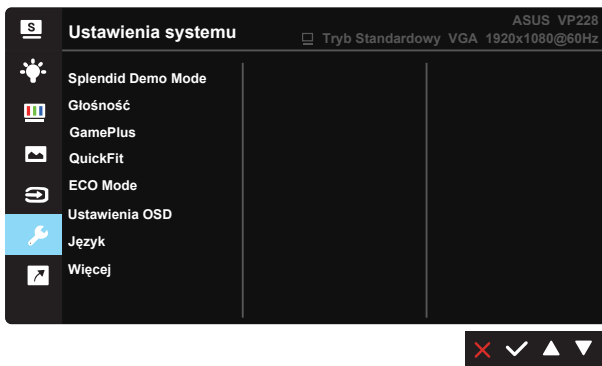 S
Ustawienia systemu
ASUS VP228
Tryb Standardowy VGA 1920x1080@60Hz
Splendid Demo Mode
Głośność
GamePlus
QuickFit
ECO Mode
Ustawienia OSD
Język
Więcej